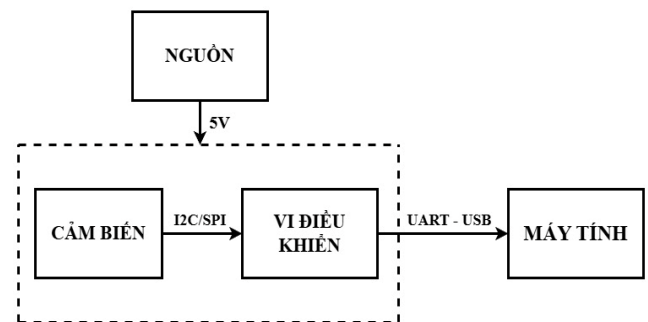 NGUỒN
5V
CẢM BIẾN
I2C/SPI
VI ĐIỀU
KHIỂN
UART - USB
MÁY TÍNH